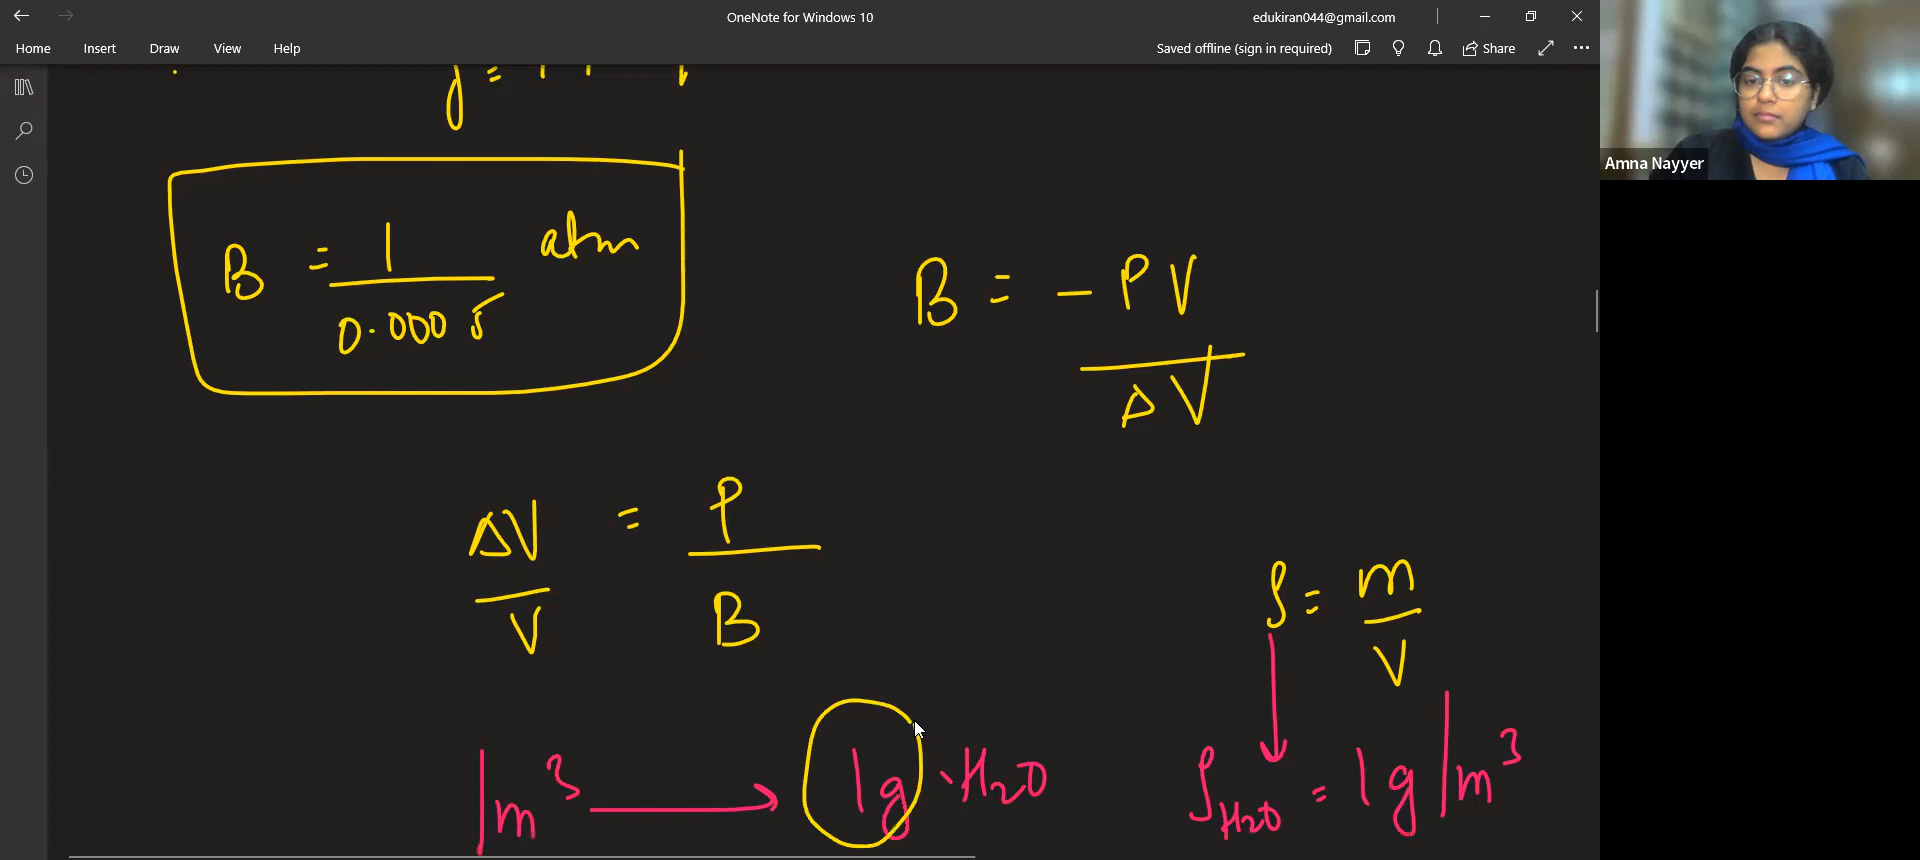 OneNote for Windows 10
edukiran044@gmail.com
Home Insert Draw View Help
Saved offline (sign in required) Share
Amna Nayyer
B = 1 / 0.0005 atm
B = - PV / ΔV
ΔV / V = P / B
ρ = m / V
1m³ → 1g · H₂O
ρH₂O = 1g/m³